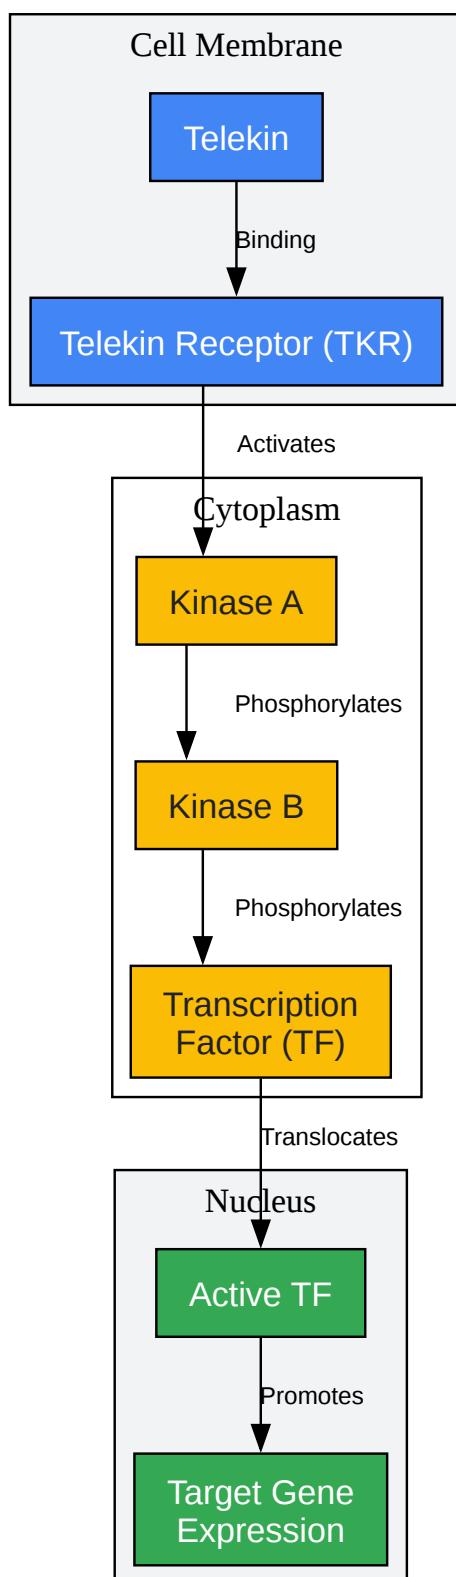 Cell Membrane
Telekin
Binding
Telekin Receptor (TKR)
Activates
Cytoplasm
Kinase A
Phosphorylates
Kinase B
Phosphorylates
Transcription
Factor (TF)
Translocates
Nucleus
Active TF
Promotes
Target Gene
Expression